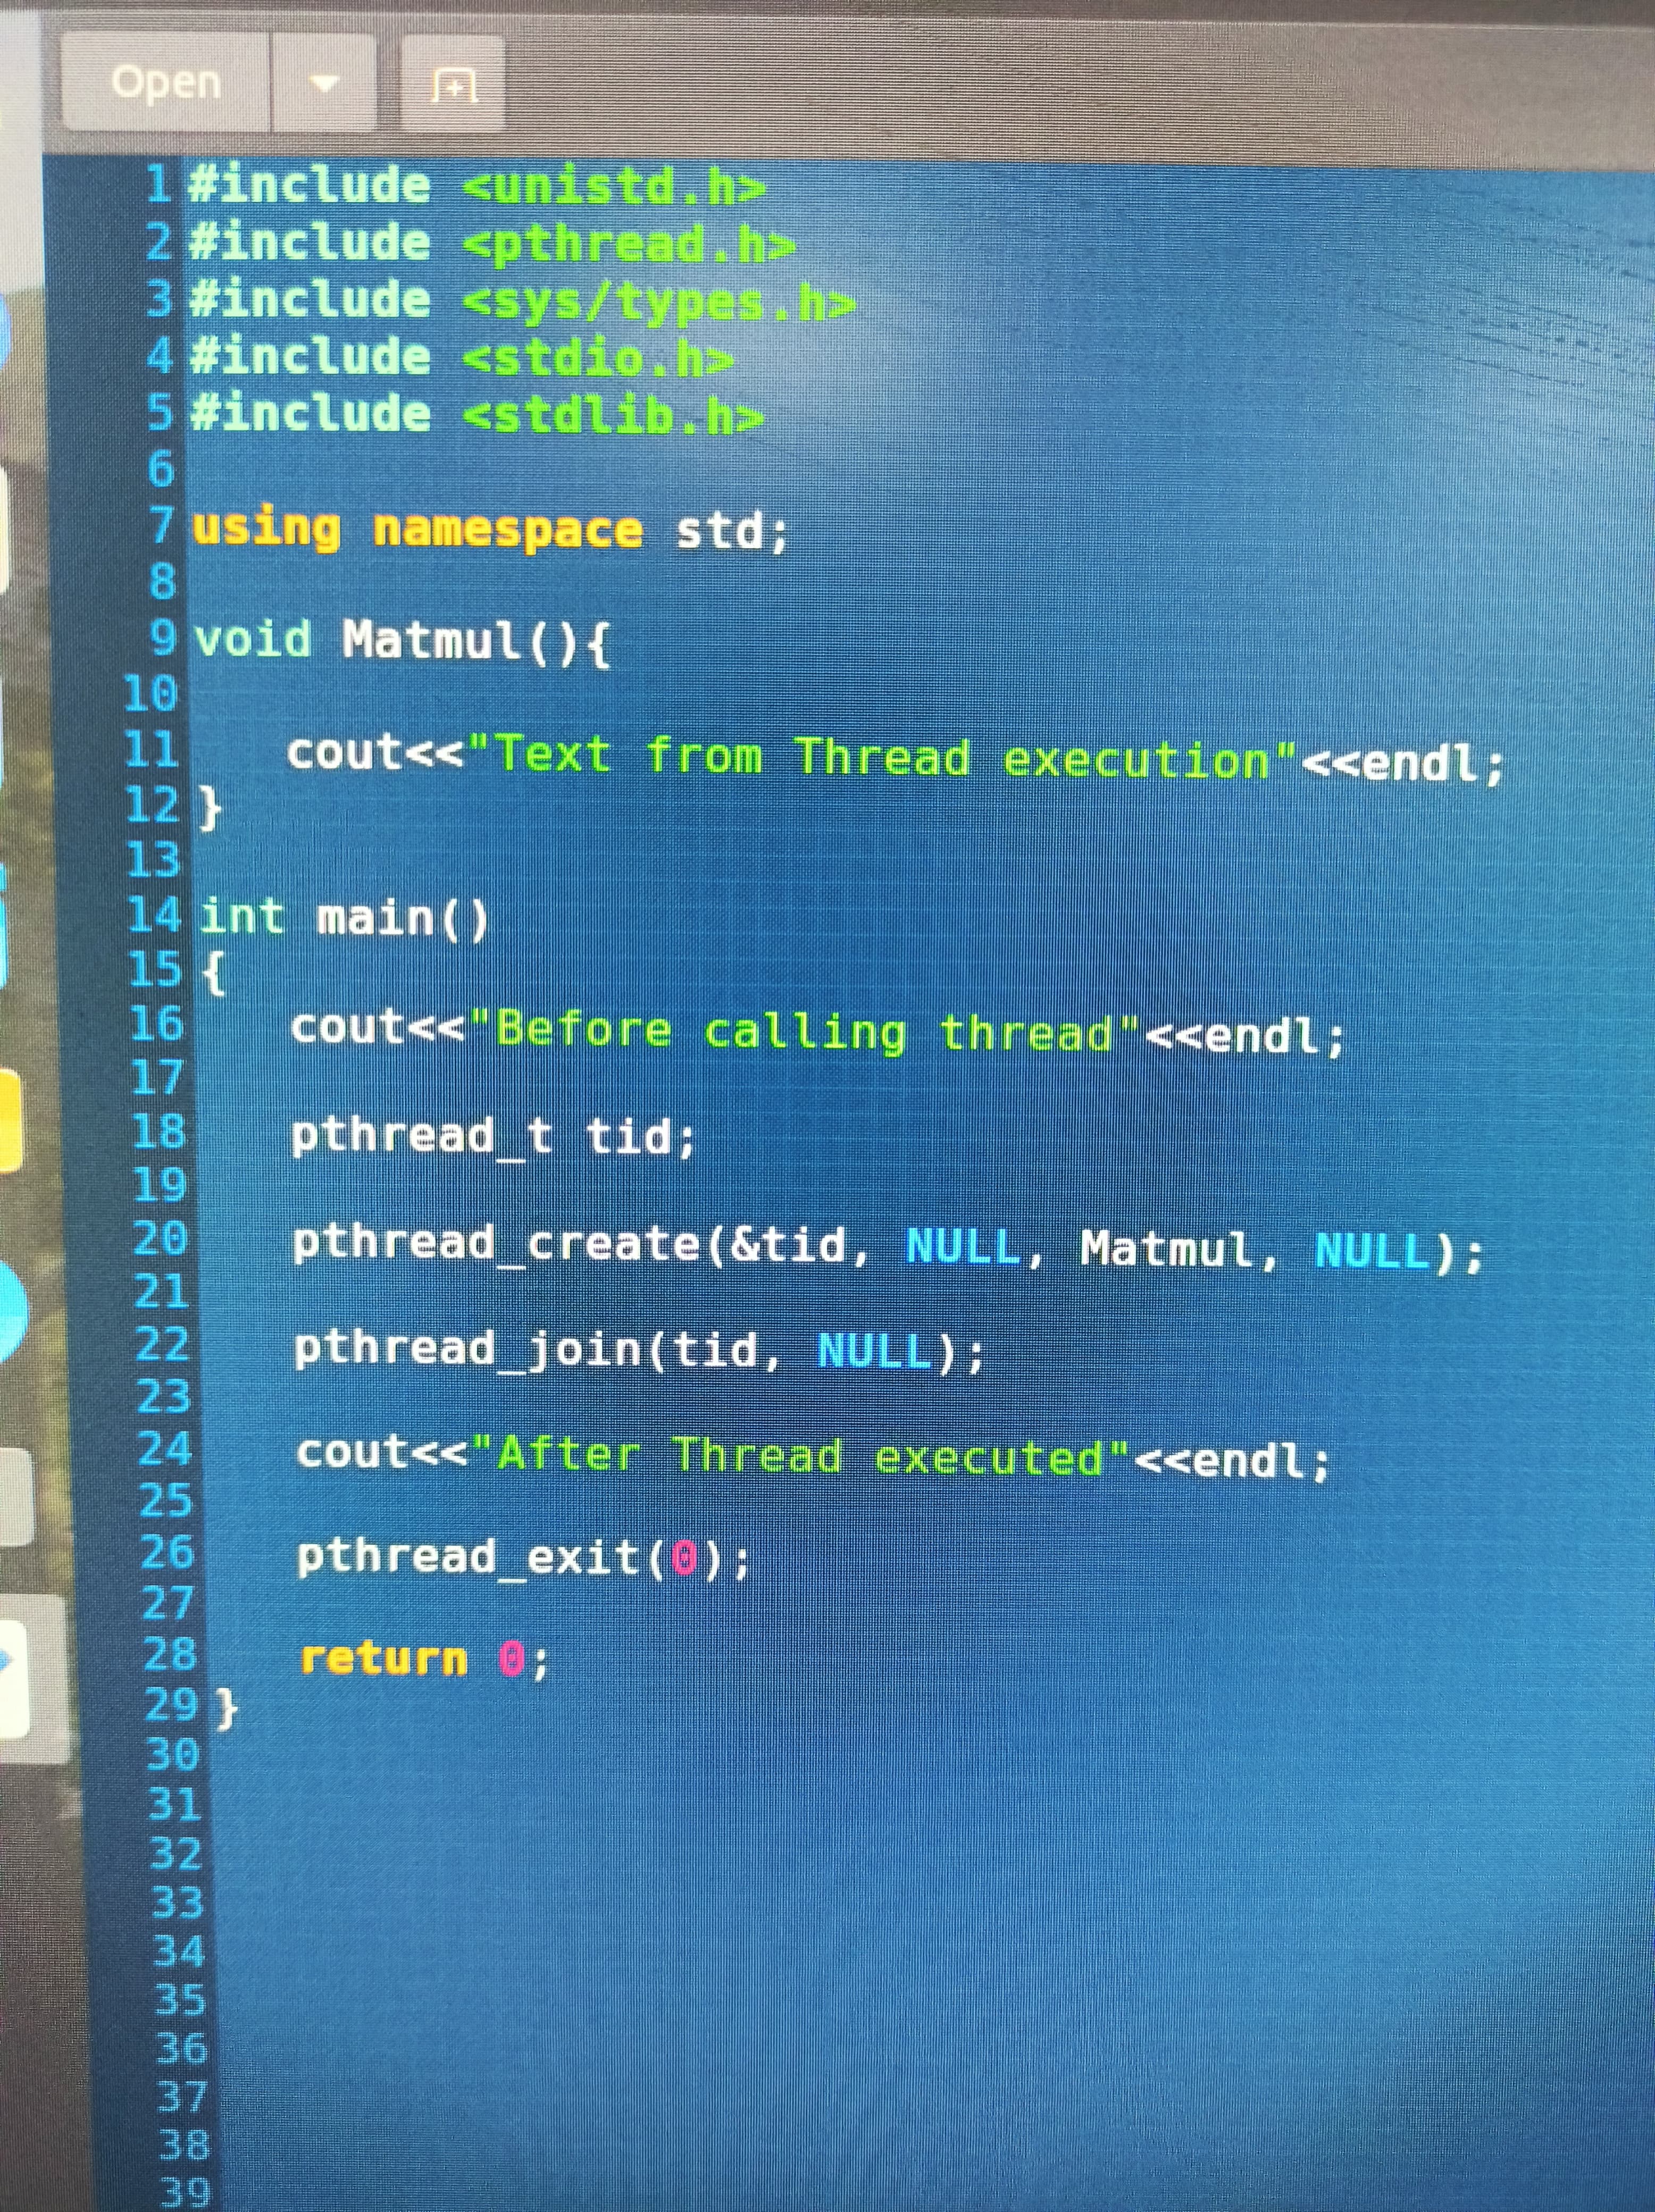 Open
1 #include <unistd.h>
2 #include <pthread.h>
3 #include <sys/types.h>
4 #include <stdio.h>
5 #include <stdlib.h>
6
7 using namespace std;
8
9 void Matmul(){
10
11    cout<<"Text from Thread execution"<<endl;
12 }
13
14 int main()
15 {
16    cout<<"Before calling thread"<<endl;
17
18    pthread_t tid;
19
20    pthread_create(&tid, NULL, Matmul, NULL);
21
22    pthread_join(tid, NULL);
23
24    cout<<"After Thread executed"<<endl;
25
26    pthread_exit(0);
27
28    return 0;
29 }
30
31
32
33
34
35
36
37
38
39